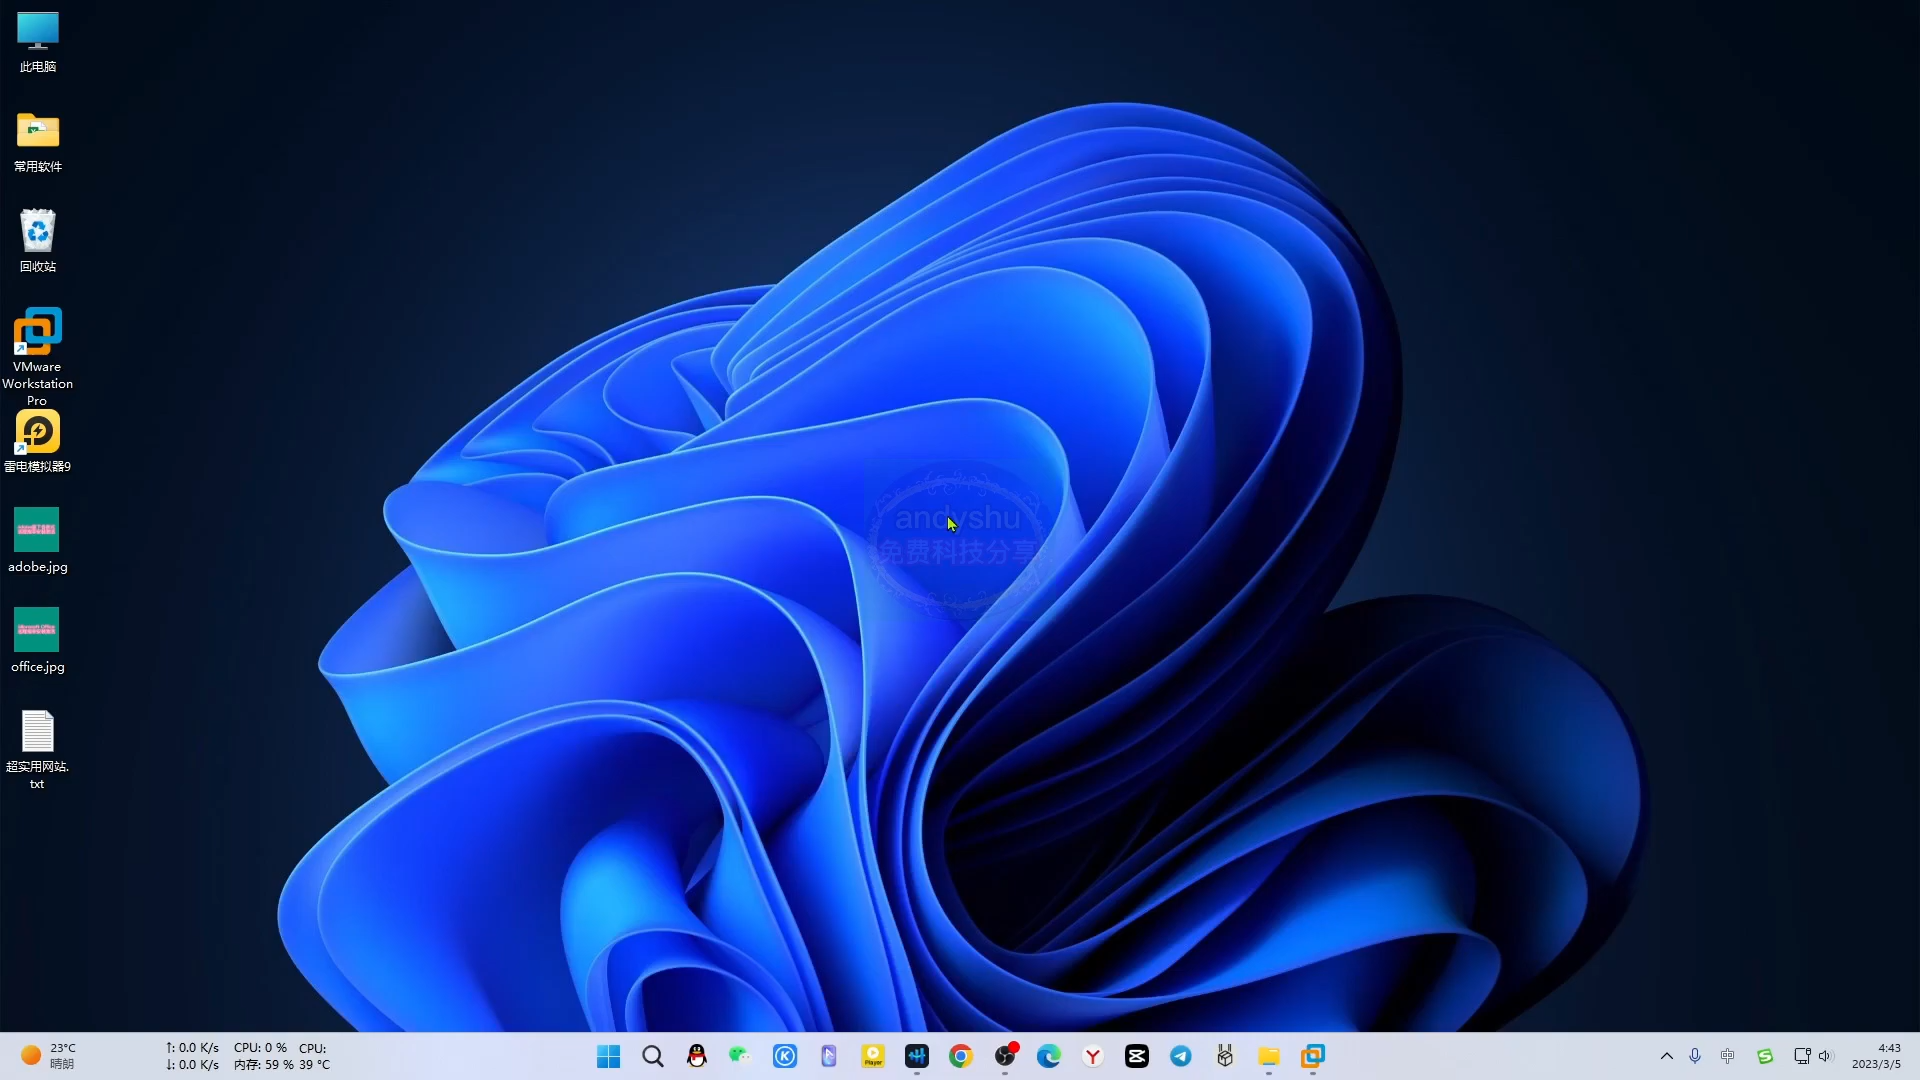 此电脑
常用软件
回收站
VMware
Workstation
Pro
雷电模拟器9
adobe.jpg
office.jpg
超实用网站.
txt
andyshu
免费科技分享
23°C
晴朗
↑: 0.0 K/s CPU: 0 % CPU:
↓: 0.0 K/s 内存: 59 % 39 °C
Player
中
4:43
2023/3/5